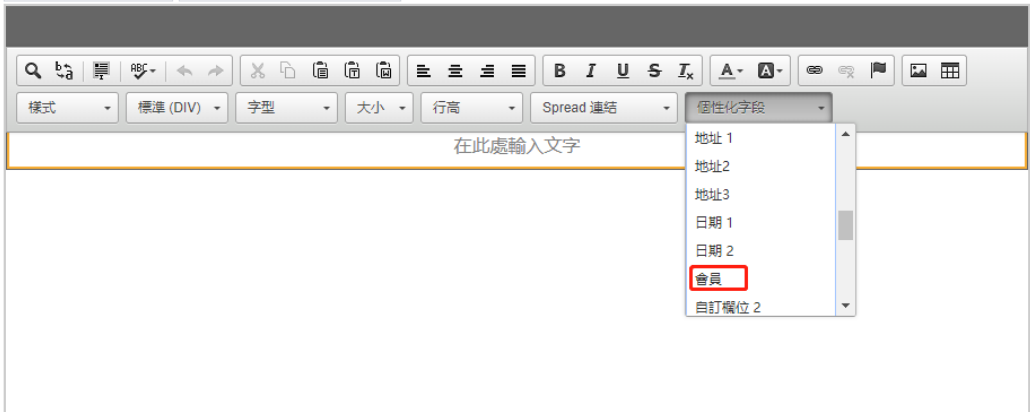 樣式 標準 (DIV) 字型 大小 行高 Spread 連結 個性化字段
在此處輸入文字
地址 1
地址2
地址3
日期 1
日期 2
會員
自訂欄位 2